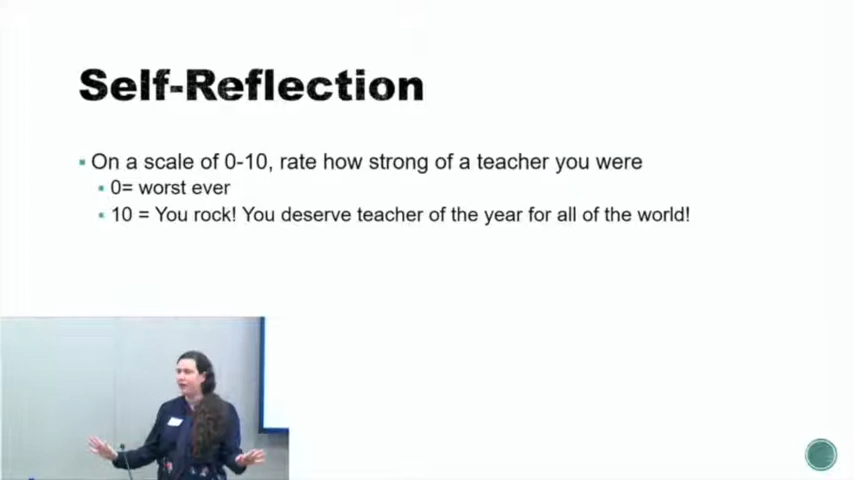 Self-Reflection
On a scale of 0-10, rate how strong of a teacher you were
0= worst ever
10 = You rock! You deserve teacher of the year for all of the world!